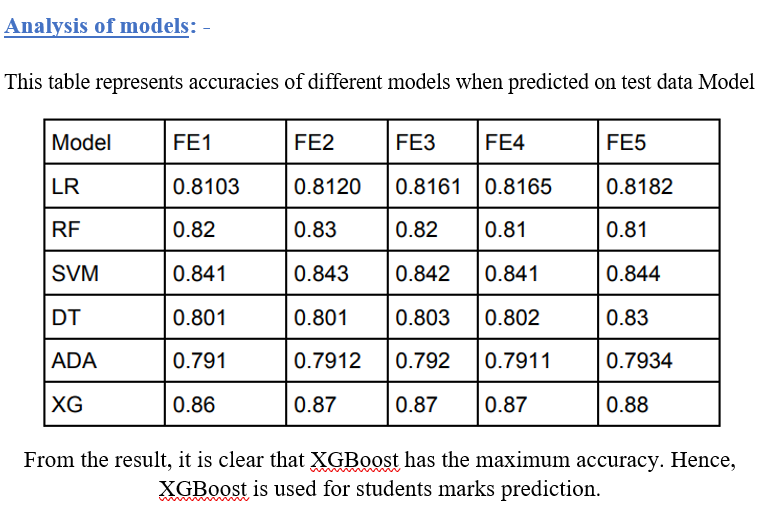 Analysis of models: -
This table represents accuracies of different models when predicted on test data Model
Model FE1 FE2 FE3 FE4 FE5
LR 0.8103 0.8120 0.8161 0.8165 0.8182
RF 0.82 0.83 0.82 0.81 0.81
SVM 0.841 0.843 0.842 0.841 0.844
DT 0.801 0.801 0.803 0.802 0.83
ADA 0.791 0.7912 0.792 0.7911 0.7934
XG 0.86 0.87 0.87 0.87 0.88
From the result, it is clear that XGBoost has the maximum accuracy. Hence,
XGBoost is used for students marks prediction.